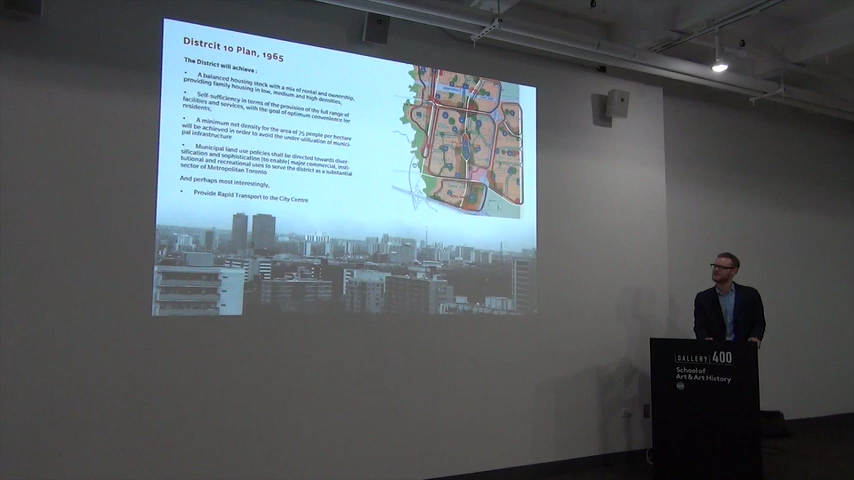 Distrcit 10 Plan, 1965
The District will achieve :
• A balanced housing stock with a mix of rental and ownership,
providing family housing in low, medium and high densities;
• Self-sufficiency in terms of the provision of the full range of
facilities and services, with the goal of optimum convenience for
residents;
• A minimum net density for the area of 75 people per hectare
will be achieved in order to avoid the under-utilization of munici-
pal infrastructure
• Municipal land use policies shall be directed towards diver-
sification and sophistication [to enable] major commercial, insti-
tutional and recreational uses to serve the district as a substantial
sector of Metropolitan Toronto
And perhaps most interestingly,
• Provide Rapid Transport to the City Centre
GALLERY 400
School of
Art & Art History